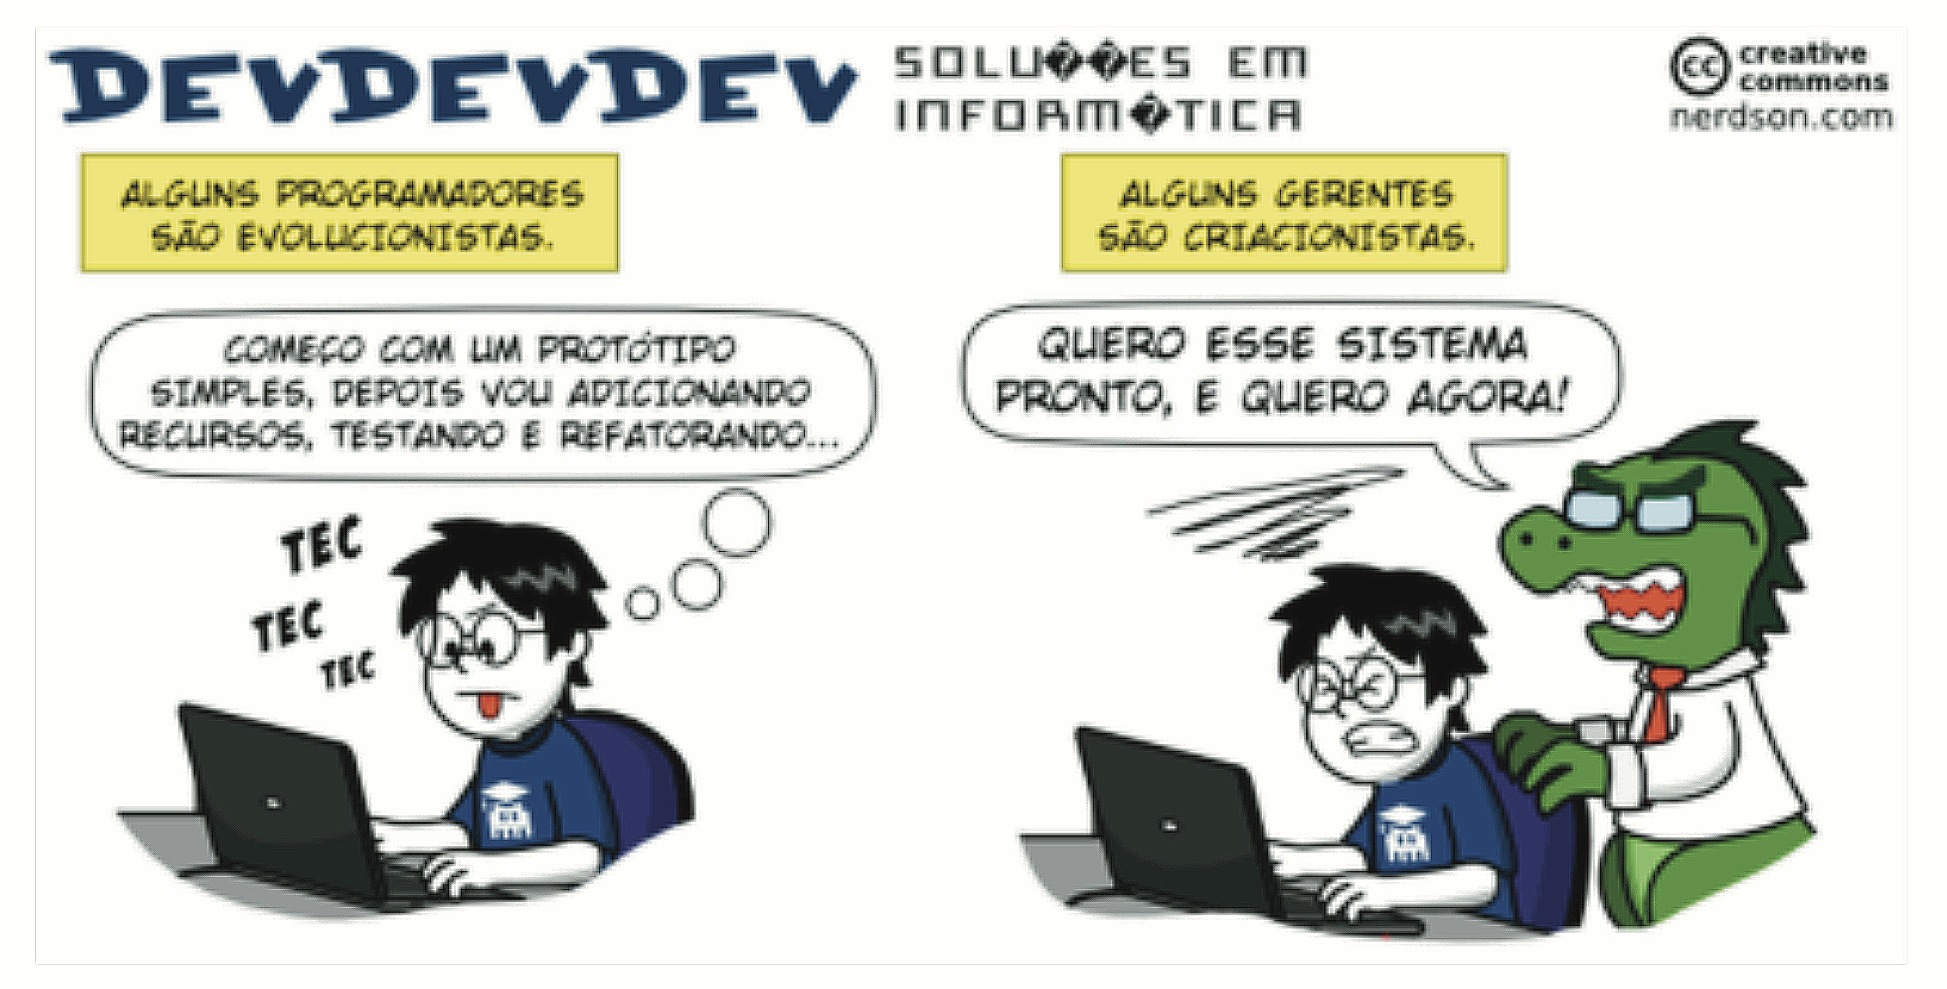 DEVDEVDEV
SOLU��ES EM
INFORM�TICA
cc creative
commons
nerdson.com
ALGUNS PROGRAMADORES
SÃO EVOLUCIONISTAS.
COMEÇO COM UM PROTÓTIPO
SIMPLES, DEPOIS VOU ADICIONANDO
RECURSOS, TESTANDO E REFATORANDO...
TEC
TEC
TEC
ALGUNS GERENTES
SÃO CRIACIONISTAS.
QUERO ESSE SISTEMA
PRONTO, E QUERO AGORA!